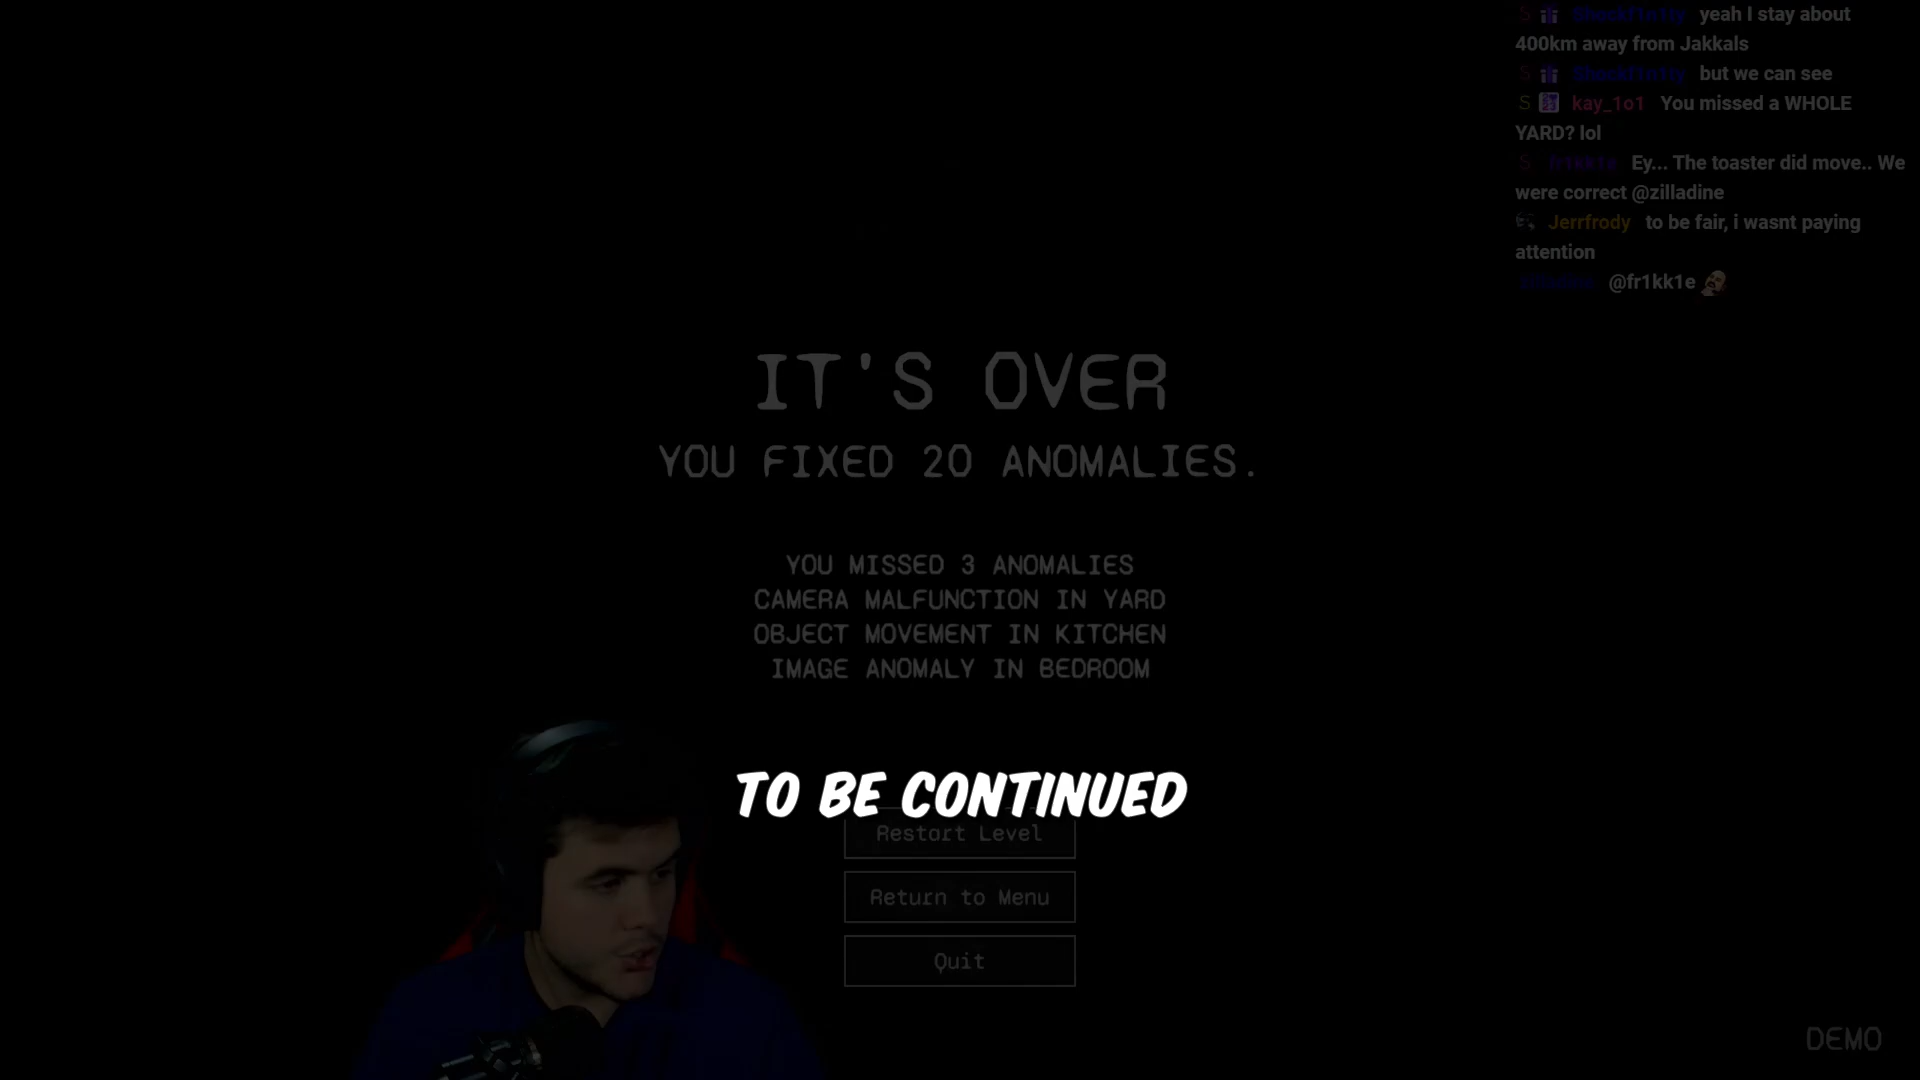 yeah I stay about
400km away from Jakkals
but we can see
kay_1o1 You missed a WHOLE
YARD? lol
fr1kk1e Ey... The toaster did move.. We
were correct @zilladine
Jerrfrody to be fair, i wasnt paying
attention
@fr1kk1e
IT'S OVER
YOU FIXED 20 ANOMALIES.
YOU MISSED 3 ANOMALIES
CAMERA MALFUNCTION IN YARD
OBJECT MOVEMENT IN KITCHEN
IMAGE ANOMALY IN BEDROOM
TO BE CONTINUED
Restart Level
Return to Menu
Quit
DEMO